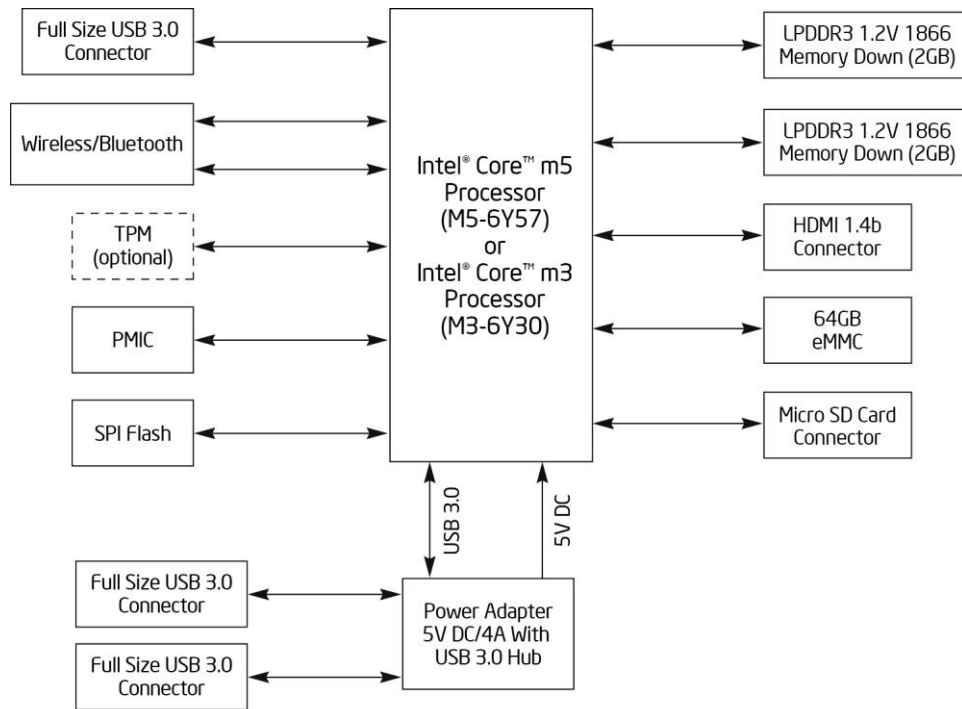 Full Size USB 3.0
Connector
Wireless/Bluetooth
TPM
(optional)
PMIC
SPI Flash
Intel® Core™ m5
Processor
(M5-6Y57)
or
Intel® Core™ m3
Processor
(M3-6Y30)
LPDDR3 1.2V 1866
Memory Down (2GB)
LPDDR3 1.2V 1866
Memory Down (2GB)
HDMI 1.4b
Connector
64GB
eMMC
Micro SD Card
Connector
USB 3.0
5V DC
Full Size USB 3.0
Connector
Full Size USB 3.0
Connector
Power Adapter
5V DC/4A With
USB 3.0 Hub